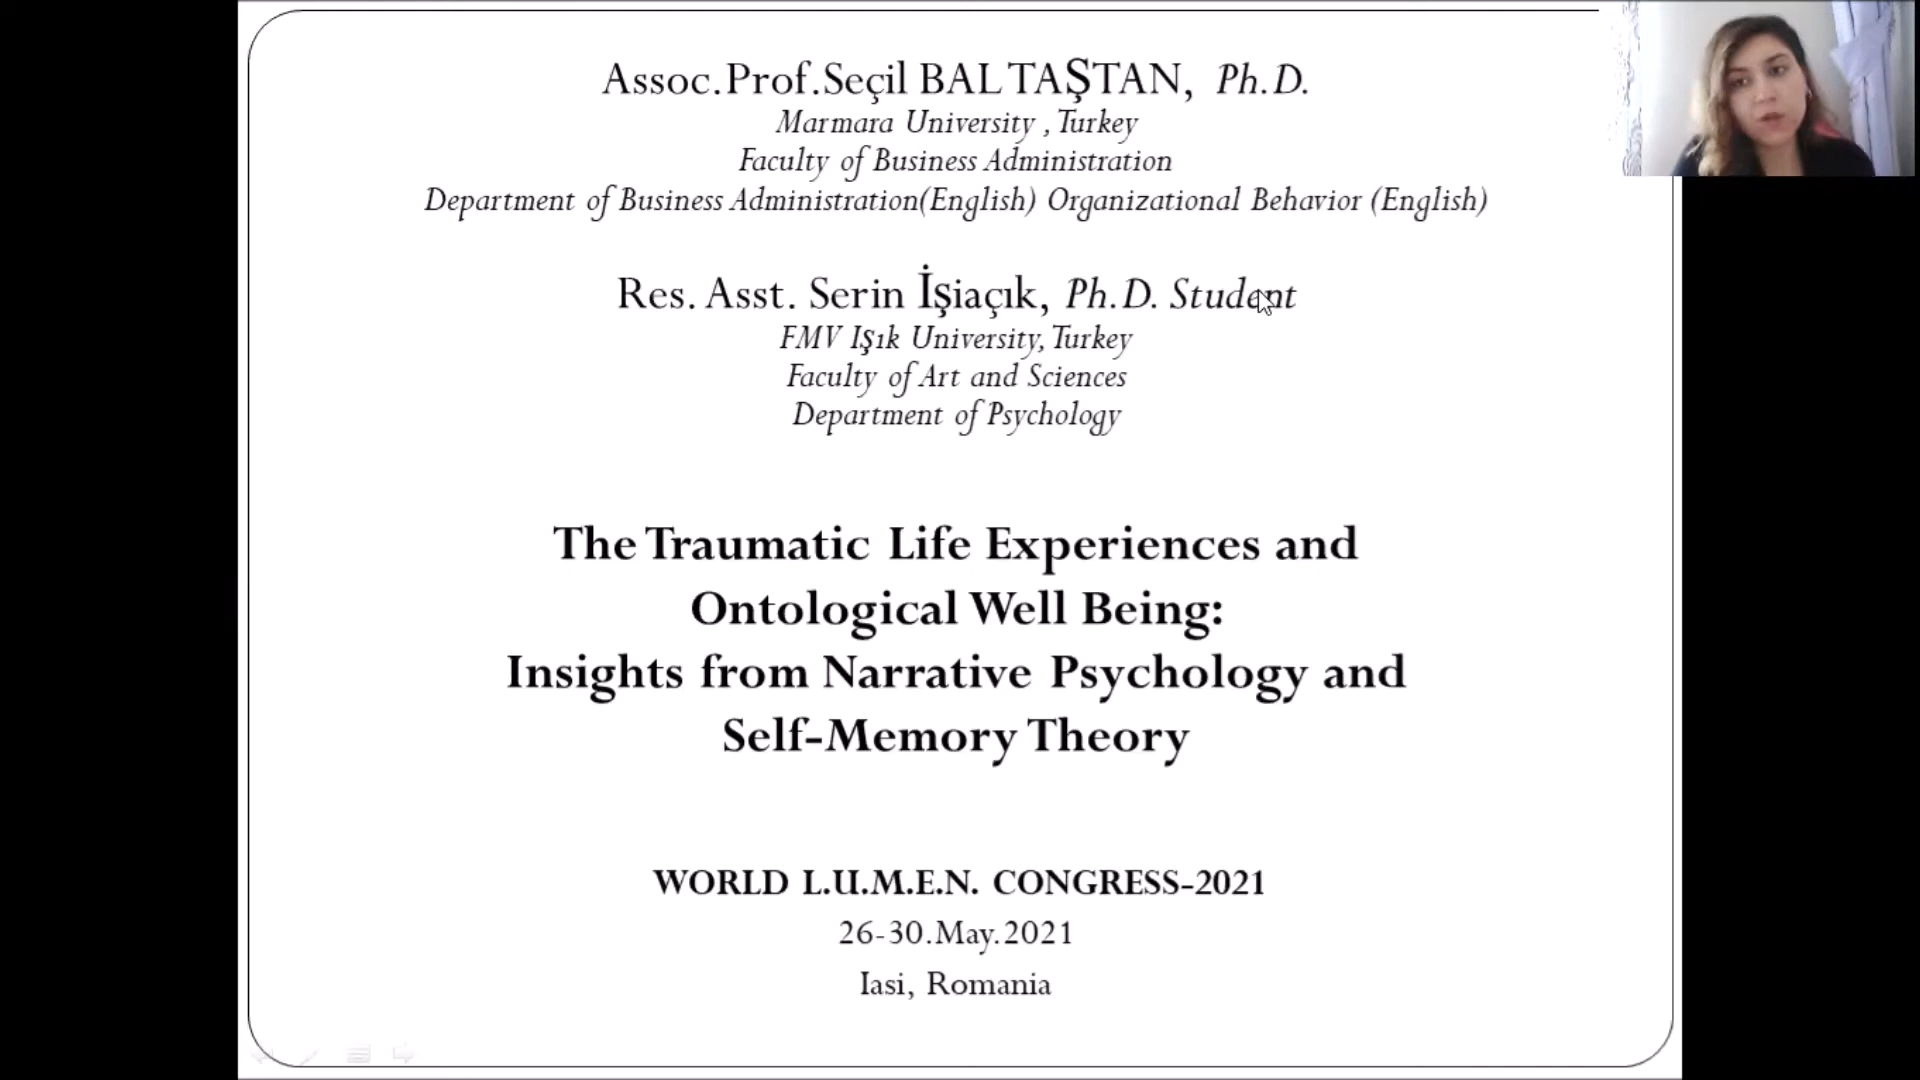 Assoc.Prof.Seçil BAL TAŞTAN, Ph.D.
Marmara University , Turkey
Faculty of Business Administration
Department of Business Administration(English) Organizational Behavior (English)
Res. Asst. Serin İşiaçık, Ph.D. Student
FMV Işık University, Turkey
Faculty of Art and Sciences
Department of Psychology
The Traumatic Life Experiences and
Ontological Well Being:
Insights from Narrative Psychology and
Self-Memory Theory
WORLD L.U.M.E.N. CONGRESS-2021
26-30.May.2021
Iasi, Romania